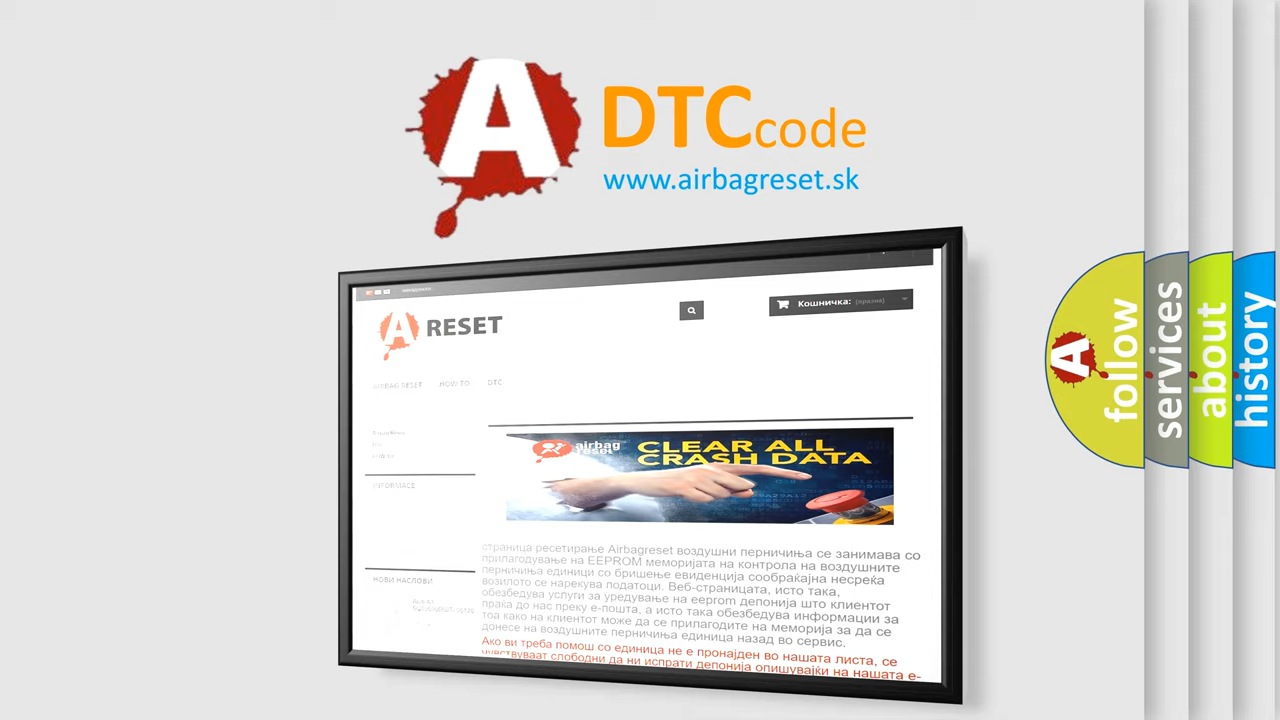 A
DTC code
www.airbagreset.sk
A RESET
Кошничка: (празна)
AIRBAG RESET HOW TO DTC
INFORMACE
НОВИ НАСЛОВИ
airbag
reset
CLEAR ALL
CRASH DATA
страница ресетирање Airbagreset воздушни перничиња се занимава со
прилагодување на EEPROM меморијата на контрола на воздушните
перничиња единици со бришење евиденција сообраќајна несреќа
возилото се нарекува податоци. Веб-страницата, исто така,
обезбедува услуги за уредување на eeprom депонија што клиентот
праќа до нас преку е-пошта, а исто така обезбедува информации за
тоа како на клиентот може да се прилагодите на меморија за да се
донесе на воздушните перничиња единица назад во сервис.
Ако ви треба помош со единица не е пронајден во нашата листа, се
чувствуваат слободни да ни испрати депонија опишувајќи на нашата е-
A
follow
services
about
history